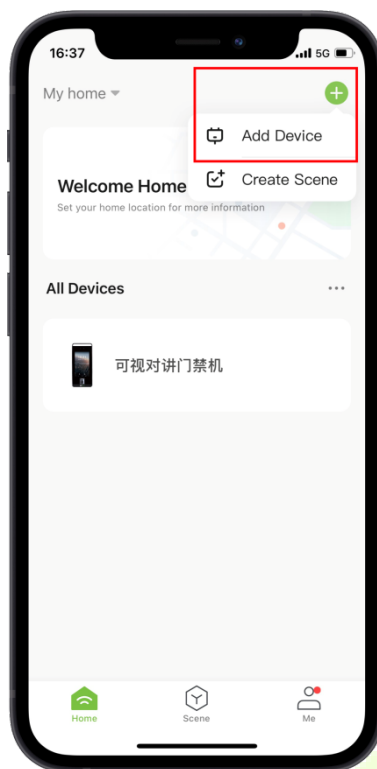 16:37
5G
My home
Add Device
Create Scene
Welcome Home
Set your home location for more information
All Devices
可视对讲门禁机
Home
Scene
Me